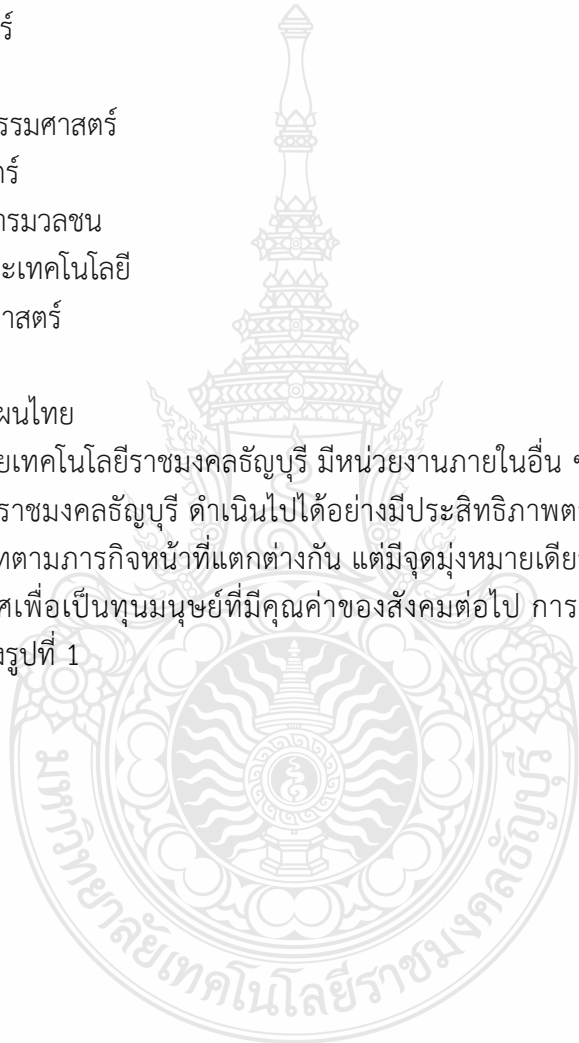 ร์
รรมศาสตร์
ตร์
ารมวลชน
ะเทคโนโลยี
าสตร์
ผนไทย
ยเทคโนโลยีราชมงคลธัญบุรี มีหน่วยงานภายในอื่น
ราชมงคลธัญบุรี ดำเนินไปได้อย่างมีประสิทธิภาพต
ทตามภารกิจหน้าที่แตกต่างกัน แต่มีจุดมุ่งหมายเดีย
ศเพื่อเป็นทุนมนุษย์ที่มีคุณค่าของสังคมต่อไป การ
งรูปที่ 1
มหาวิทยาลัยเทคโนโลยีราชมงคลธัญบุรี